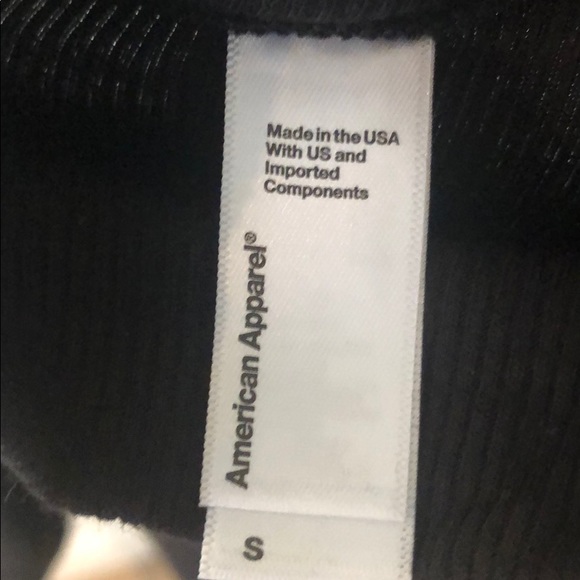 Made in the USA
With US and
Imported
Components
American Apparel®
S